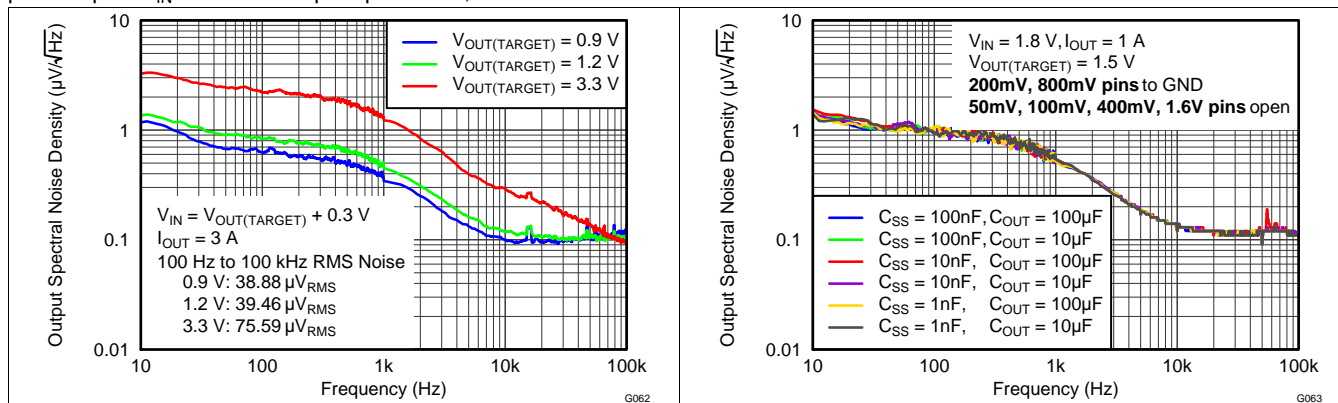 10
1
0.1
0.01
Output Spectral Noise Density (µV/√Hz)
V_OUT(TARGET) = 0.9 V
V_OUT(TARGET) = 1.2 V
V_OUT(TARGET) = 3.3 V
V_IN = V_OUT(TARGET) + 0.3 V
I_OUT = 3 A
100 Hz to 100 kHz RMS Noise
0.9 V: 38.88 µV_RMS
1.2 V: 39.46 µV_RMS
3.3 V: 75.59 µV_RMS
10 100 1k 10k 100k
Frequency (Hz)
G062
10
1
0.1
0.01
Output Spectral Noise Density (µV/√Hz)
V_IN = 1.8 V, I_OUT = 1 A
V_OUT(TARGET) = 1.5 V
200mV, 800mV pins to GND
50mV, 100mV, 400mV, 1.6V pins open
C_SS = 100nF, C_OUT = 100µF
C_SS = 100nF, C_OUT = 10µF
C_SS = 10nF, C_OUT = 100µF
C_SS = 10nF, C_OUT = 10µF
C_SS = 1nF, C_OUT = 100µF
C_SS = 1nF, C_OUT = 10µF
10 100 1k 10k 100k
Frequency (Hz)
G063